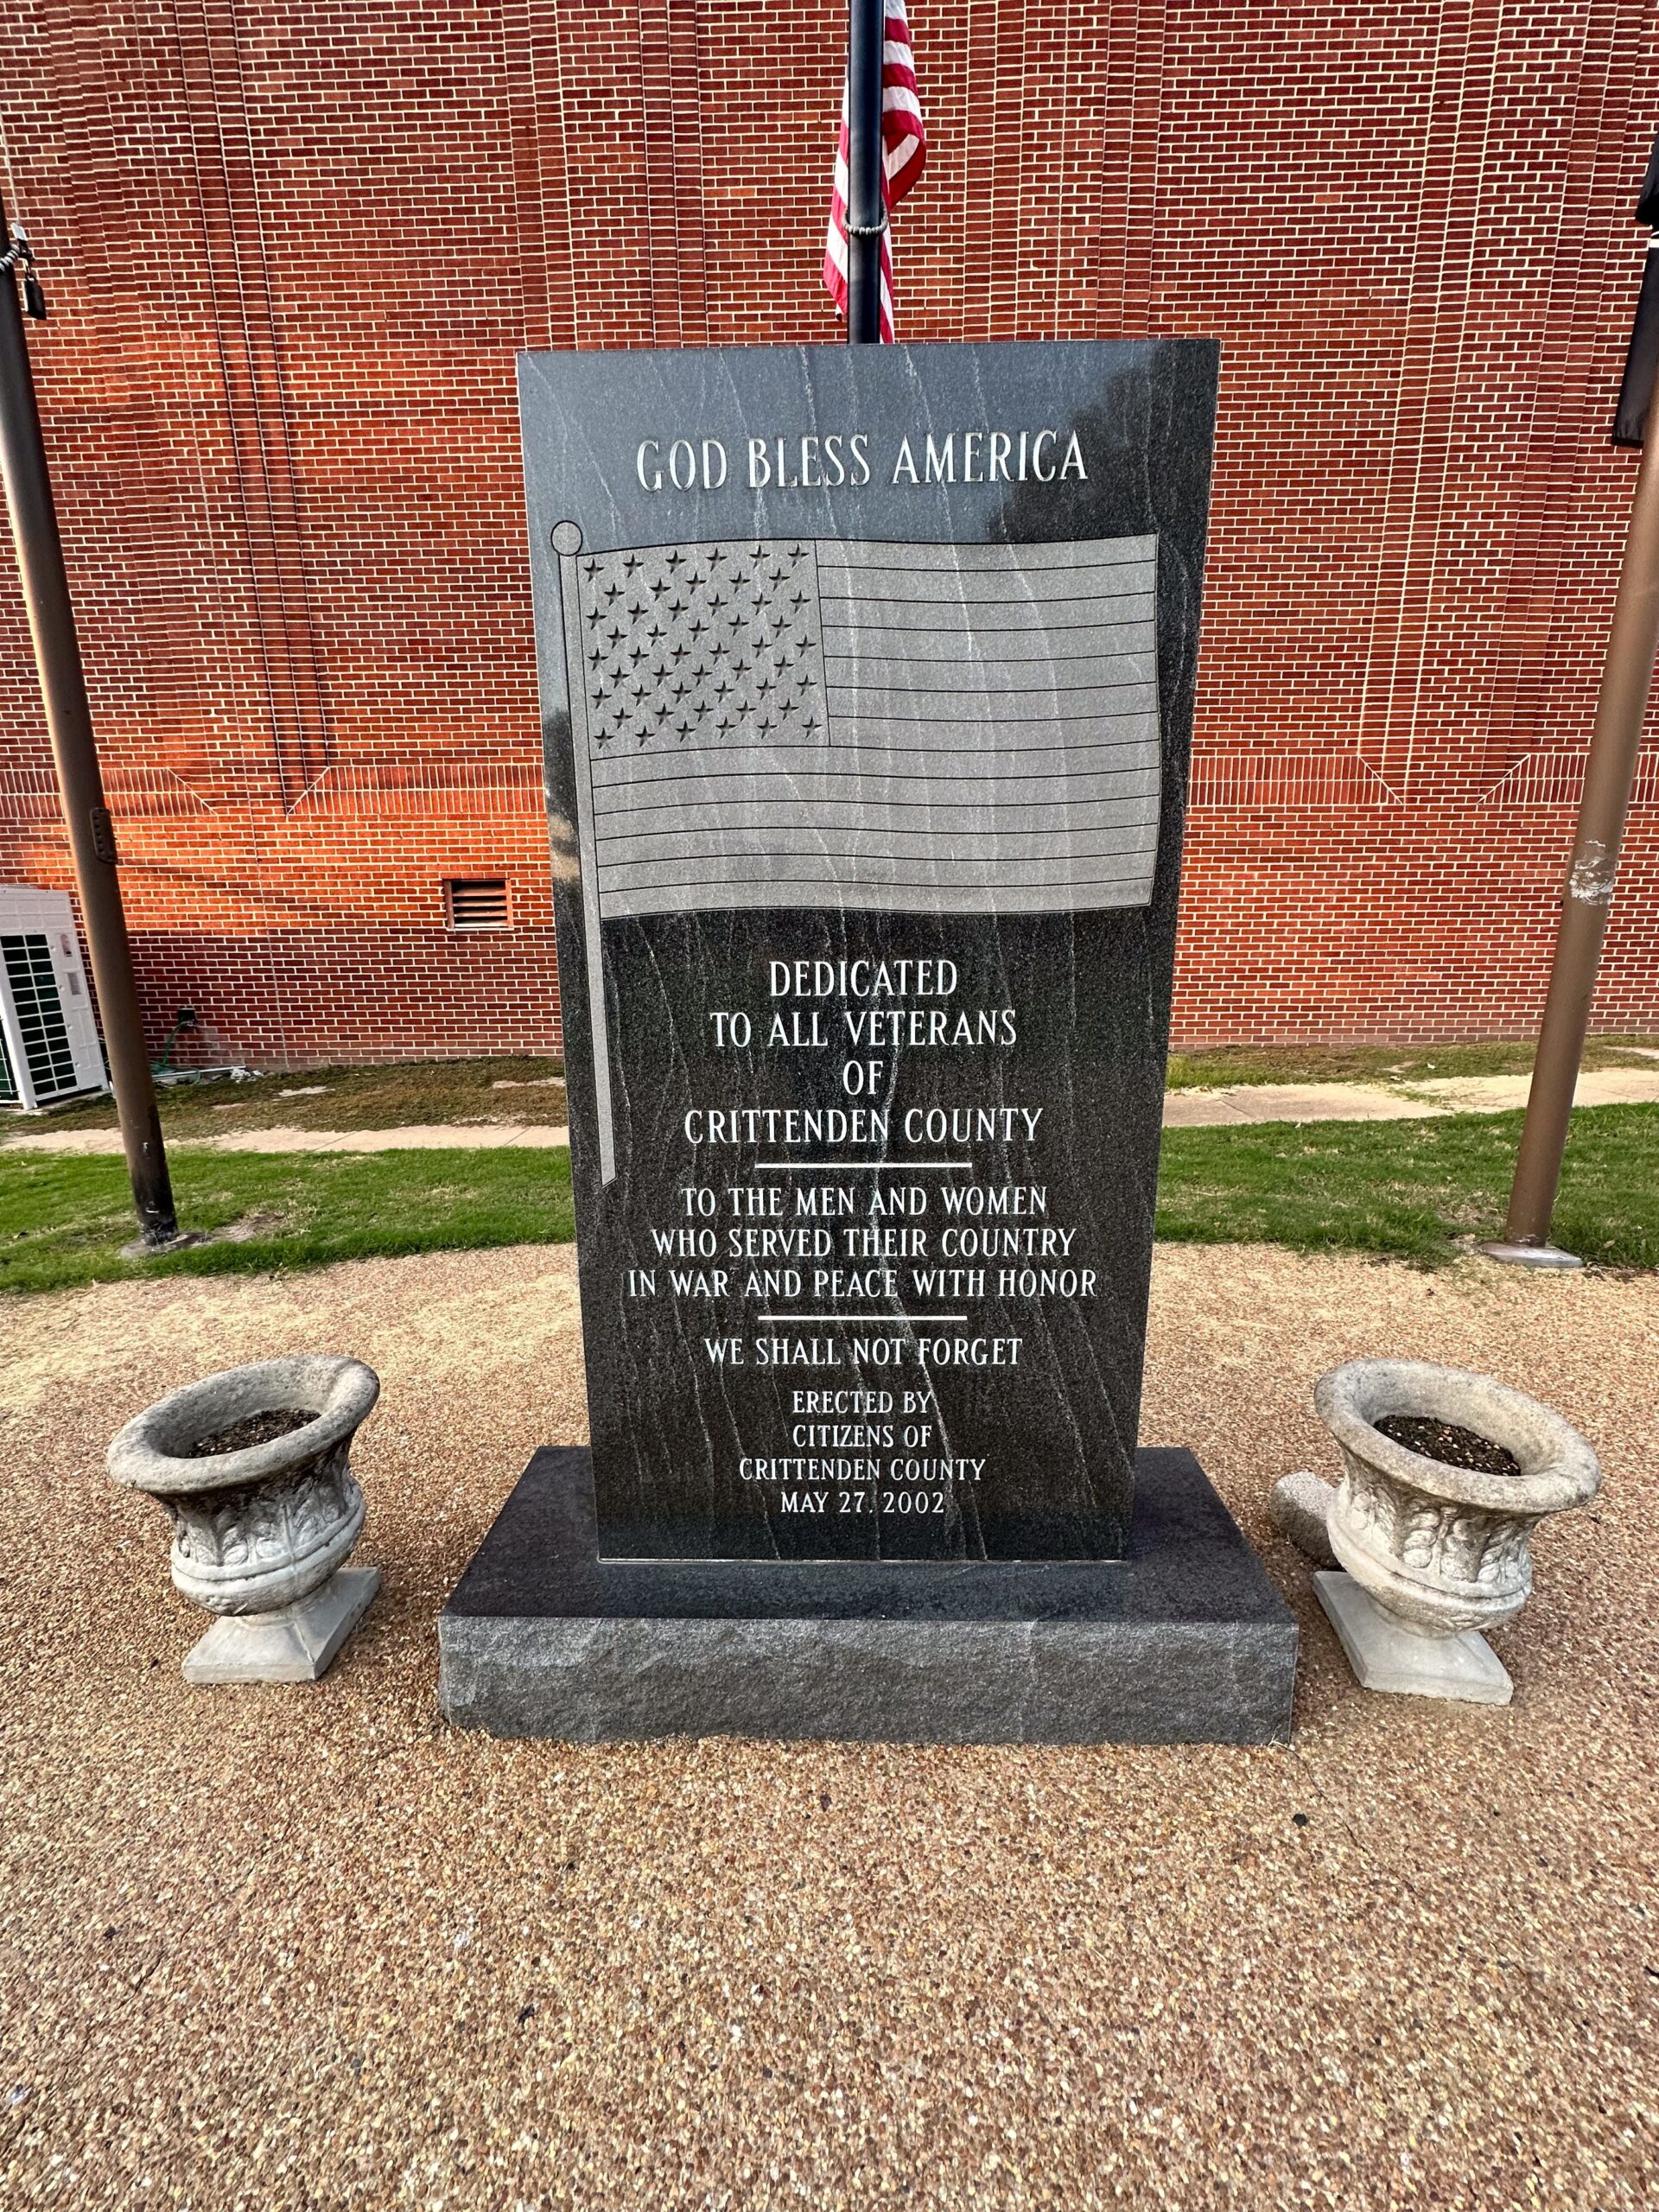 GOD BLESS AMERICA
DEDICATED
TO ALL VETERANS
OF
CRITTENDEN COUNTY
TO THE MEN AND WOMEN
WHO SERVED THEIR COUNTRY
IN WAR AND PEACE WITH HONOR
WE SHALL NOT FORGET
ERECTED BY
CITIZENS OF
CRITTENDEN COUNTY
MAY 27, 2002